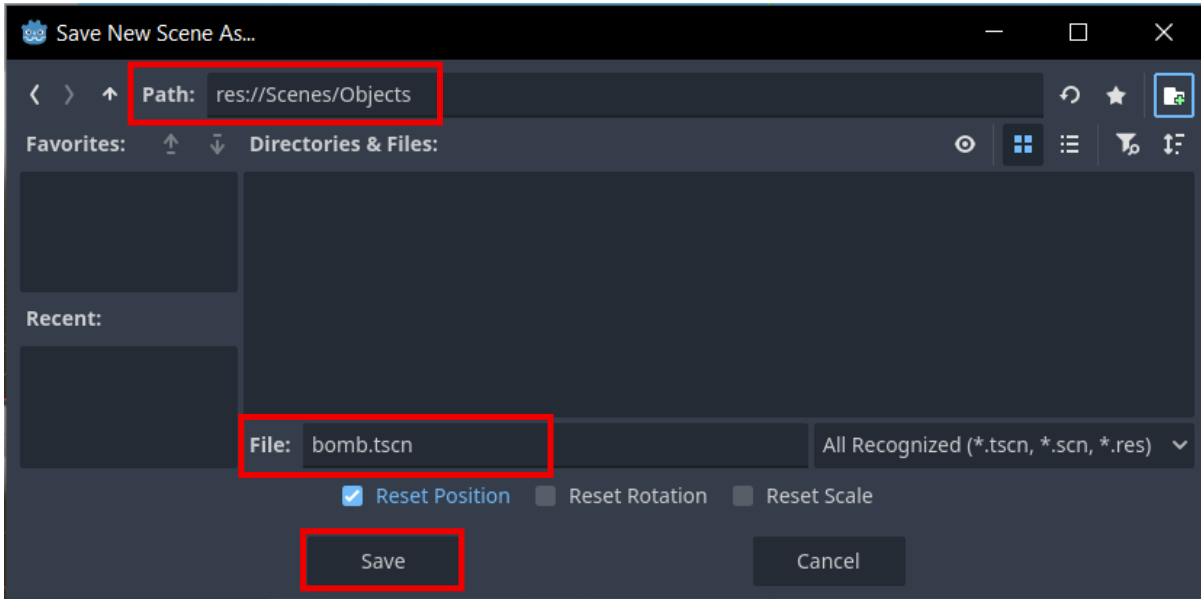 Save New Scene As...
Path: res://Scenes/Objects
Favorites: Directories & Files:
Recent:
File: bomb.tscn All Recognized (*.tscn, *.scn, *.res)
Reset Position Reset Rotation Reset Scale
Save Cancel